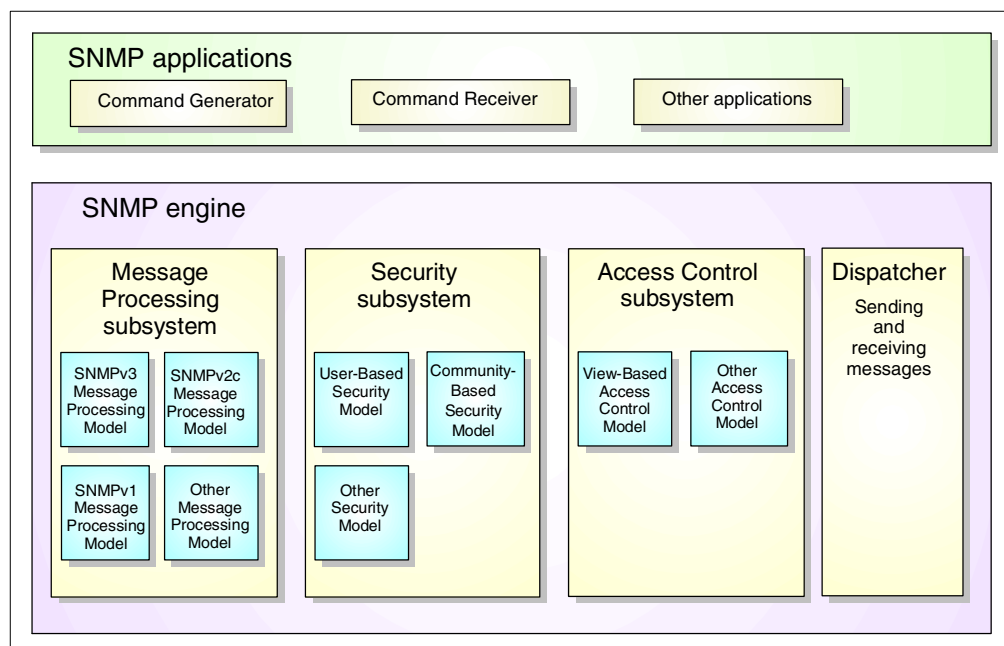 SNMP applications
Command Generator
Command Receiver
Other applications
SNMP engine
Message
Processing
subsystem
SNMPv3
Message
Processing
Model
SNMPv2c
Message
Processing
Model
SNMPv1
Message
Processing
Model
Other
Message
Processing
Model
Security
subsystem
User-Based
Security
Model
Community-
Based
Security
Model
Other
Security
Model
Access Control
subsystem
View-Based
Access
Control
Model
Other
Access
Control
Model
Dispatcher
Sending
and
receiving
messages